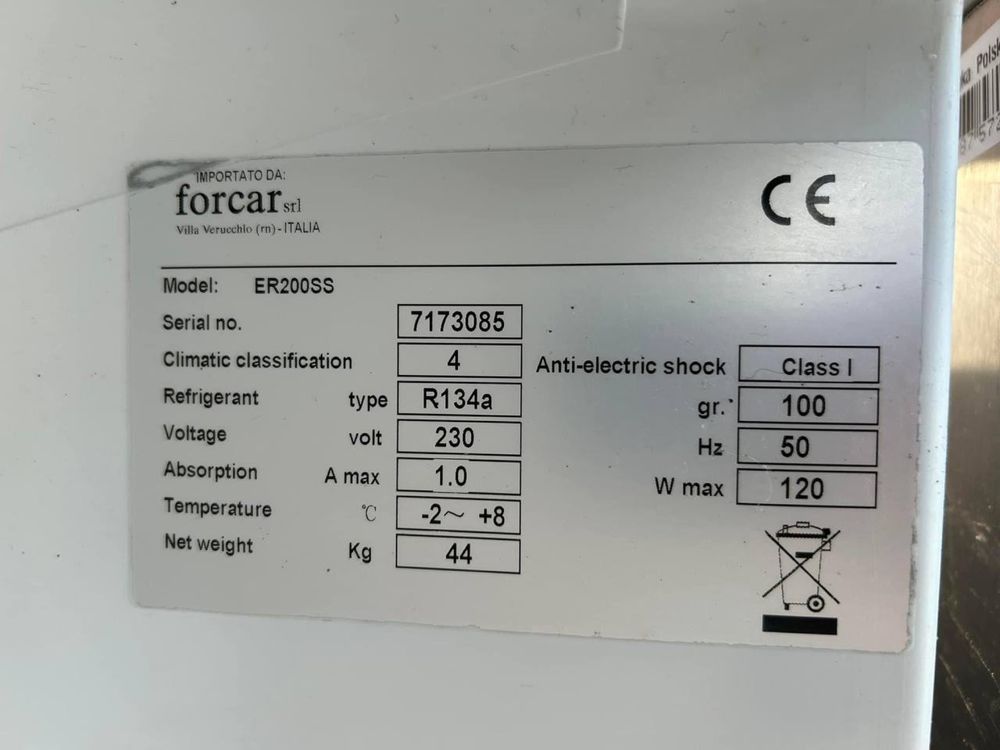 IMPORTATO DA:
forcar srl
Villa Verucchio (rn) - ITALIA
CE
Model: ER200SS
Serial no. 7173085
Climatic classification 4 Anti-electric shock Class I
Refrigerant type R134a gr. 100
Voltage volt 230 Hz 50
Absorption A max 1.0 W max 120
Temperature °C -2~ +8
Net weight Kg 44